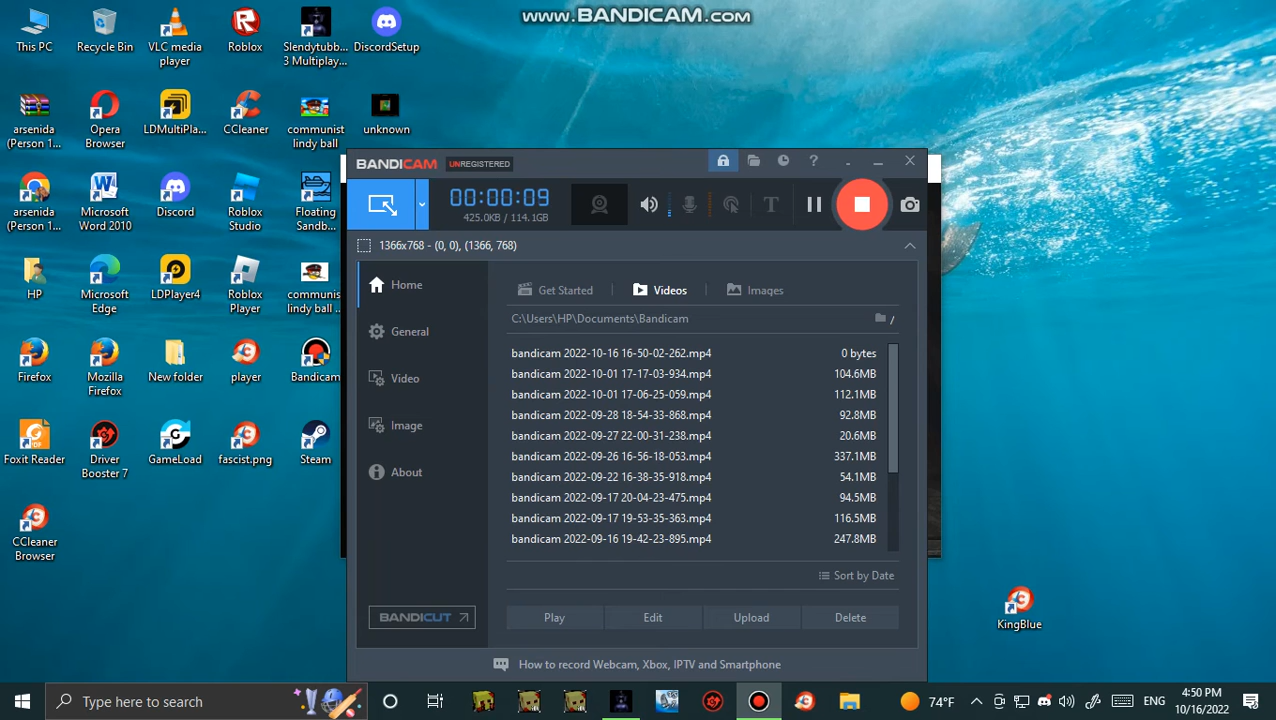 www.BANDICAM.com
This PC
Recycle Bin
VLC media
player
Roblox
Slendytubb...
3 Multiplay...
DiscordSetup
arsenida
(Person 1...
Opera
Browser
LDMultiPla...
CCleaner
communist
lindy ball
unknown
arsenida
(Person 1...
Microsoft
Word 2010
Discord
Roblox
Studio
Floating
Sandb...
HP
Microsoft
Edge
LDPlayer4
Roblox
Player
communis
lindy ball ..
Firefox
Mozilla
Firefox
New folder
player
Bandicam
Foxit Reader
Driver
Booster 7
GameLoad
fascist.png
Steam
CCleaner
Browser
KingBlue
BANDICAM UNREGISTERED
00:00:09
425.0KB / 114.1GB
1366x768 - (0, 0), (1366, 768)
Home
General
Video
Image
About
BANDICUT
Get Started
Videos
Images
C:\Users\HP\Documents\Bandicam
/
bandicam 2022-10-16 16-50-02-262.mp4 0 bytes
bandicam 2022-10-01 17-17-03-934.mp4 104.6MB
bandicam 2022-10-01 17-06-25-059.mp4 112.1MB
bandicam 2022-09-28 18-54-33-868.mp4 92.8MB
bandicam 2022-09-27 22-00-31-238.mp4 20.6MB
bandicam 2022-09-26 16-56-18-053.mp4 337.1MB
bandicam 2022-09-22 16-38-35-918.mp4 54.1MB
bandicam 2022-09-17 20-04-23-475.mp4 94.5MB
bandicam 2022-09-17 19-53-35-363.mp4 116.5MB
bandicam 2022-09-16 19-42-23-895.mp4 247.8MB
Sort by Date
Play
Edit
Upload
Delete
How to record Webcam, Xbox, IPTV and Smartphone
Type here to search
74°F
ENG
4:50 PM
10/16/2022